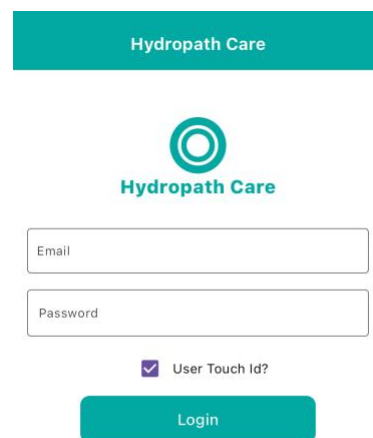 Hydropath Care
Hydropath Care
Email
Password
User Touch Id?
Login